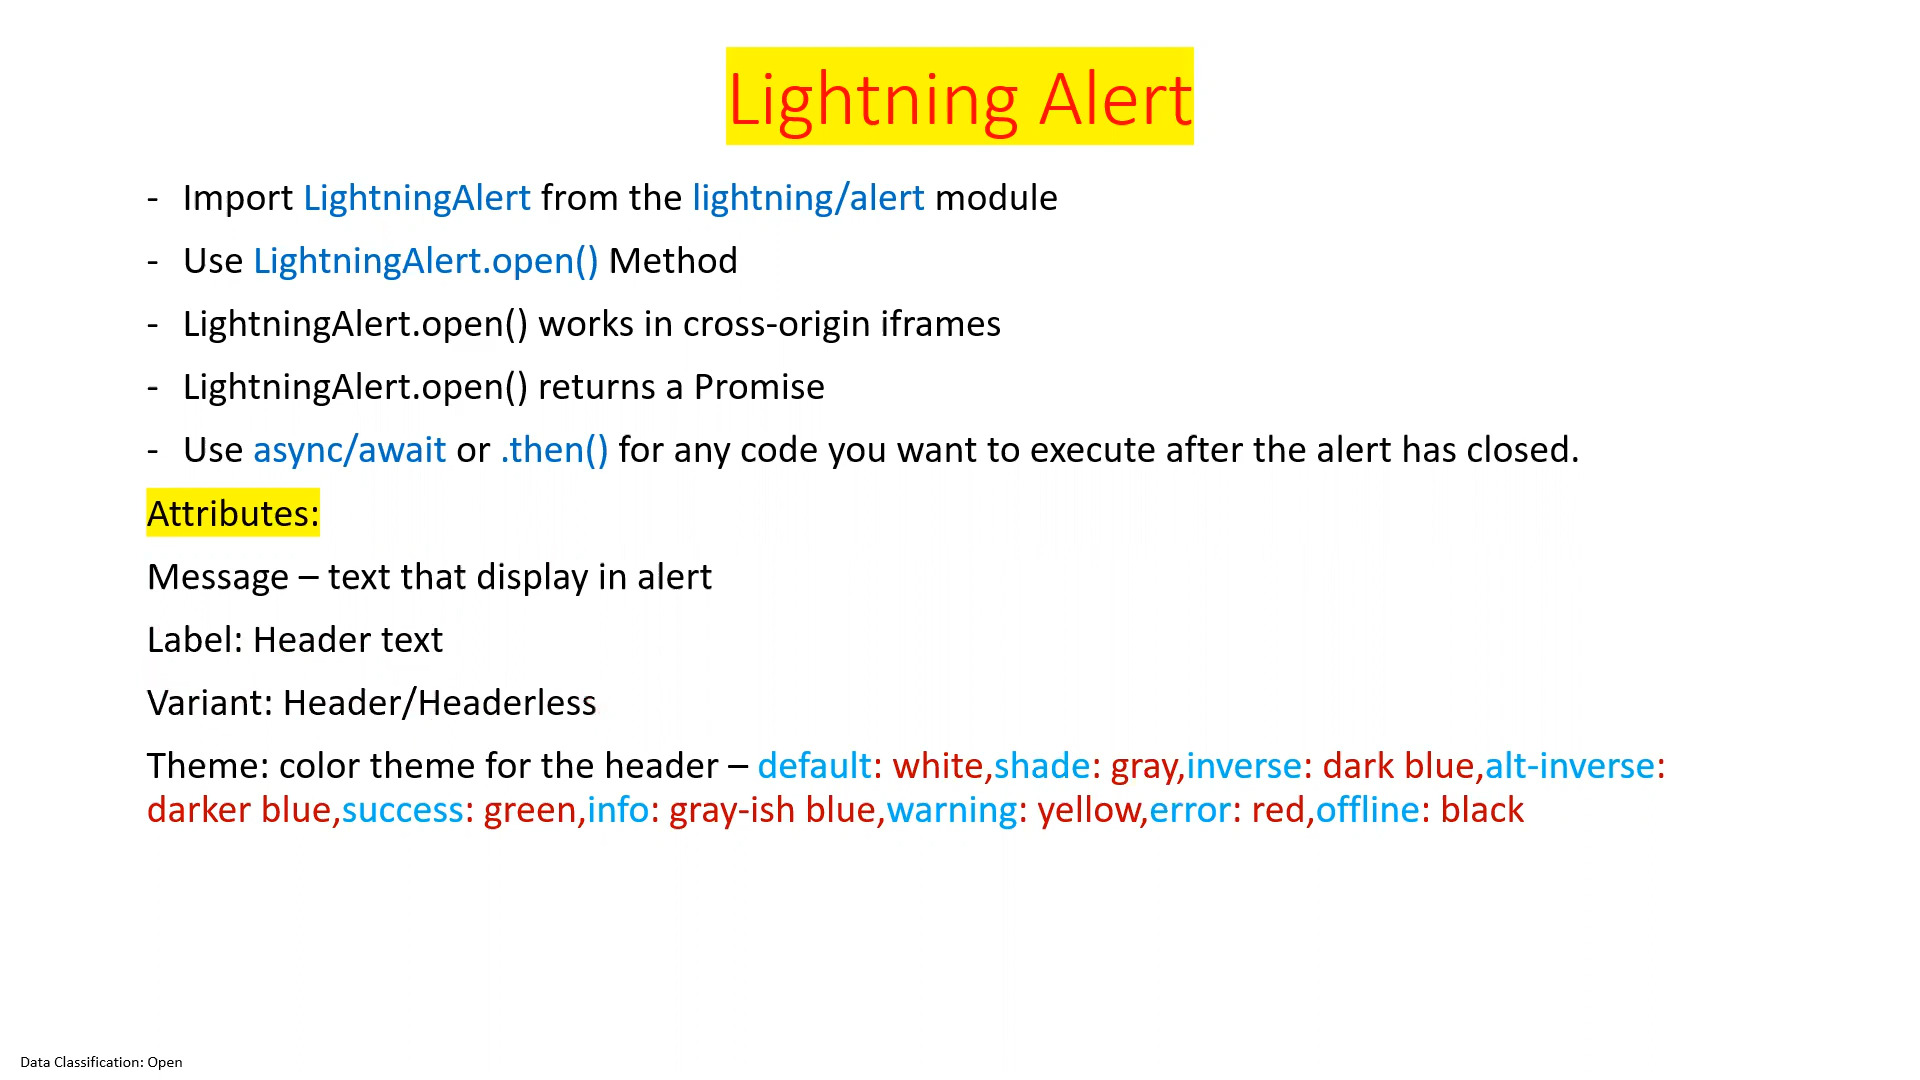 Lightning Alert
- Import LightningAlert from the lightning/alert module
- Use LightningAlert.open() Method
- LightningAlert.open() works in cross-origin iframes
- LightningAlert.open() returns a Promise
- Use async/await or .then() for any code you want to execute after the alert has closed.
Attributes:
Message – text that display in alert
Label: Header text
Variant: Header/Headerless
Theme: color theme for the header – default: white,shade: gray,inverse: dark blue,alt-inverse:
darker blue,success: green,info: gray-ish blue,warning: yellow,error: red,offline: black
Data Classification: Open